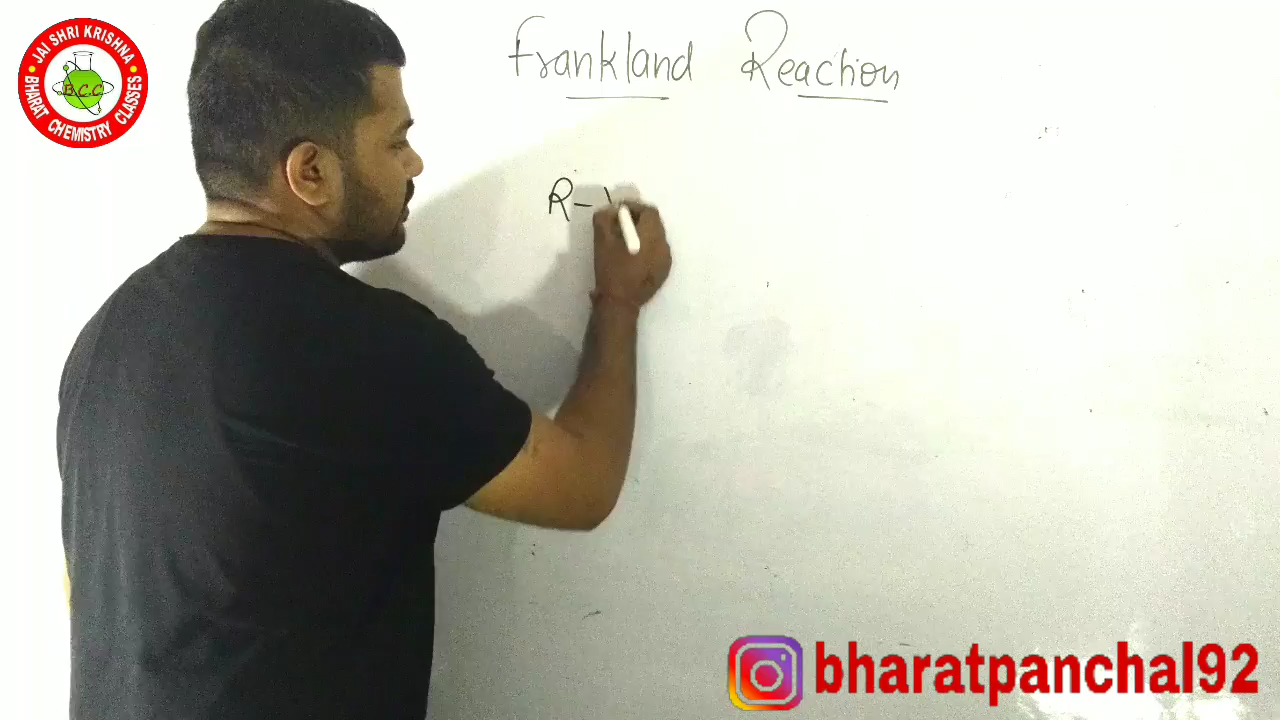 JAI SHRI KRISHNA
B.C.C
BHARAT CHEMISTRY CLASSES
Frankland Reaction
R-
bharatpanchal92